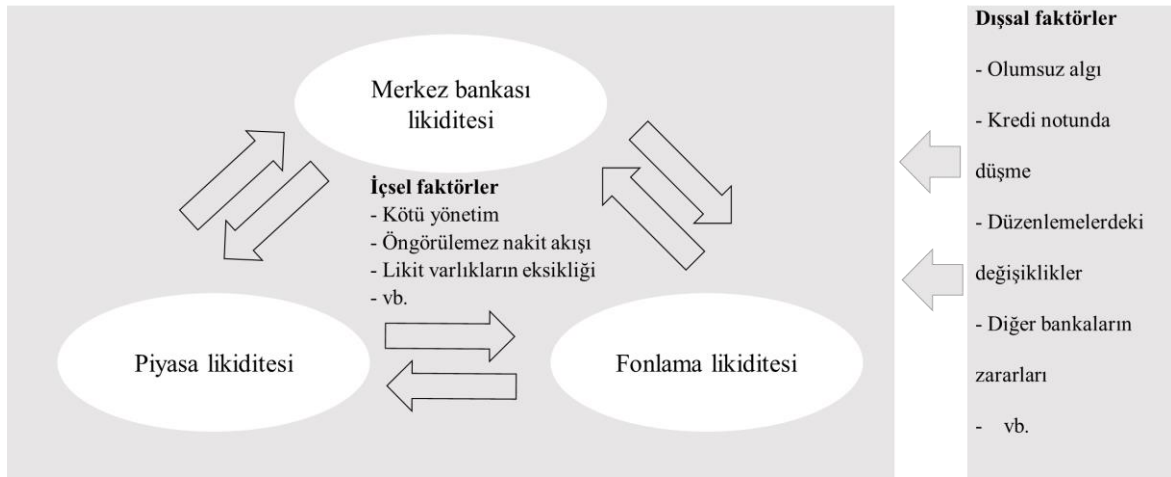 Merkez bankası
likiditesi
İçsel faktörler
- Kötü yönetim
- Öngörülemez nakit akışı
- Likit varlıkların eksikliği
- vb.
Piyasa likiditesi
Fonlama likiditesi
Dışsal faktörler
- Olumsuz algı
- Kredi notunda
düşme
- Düzenlemelerdeki
değişiklikler
- Diğer bankaların
zararları
- vb.